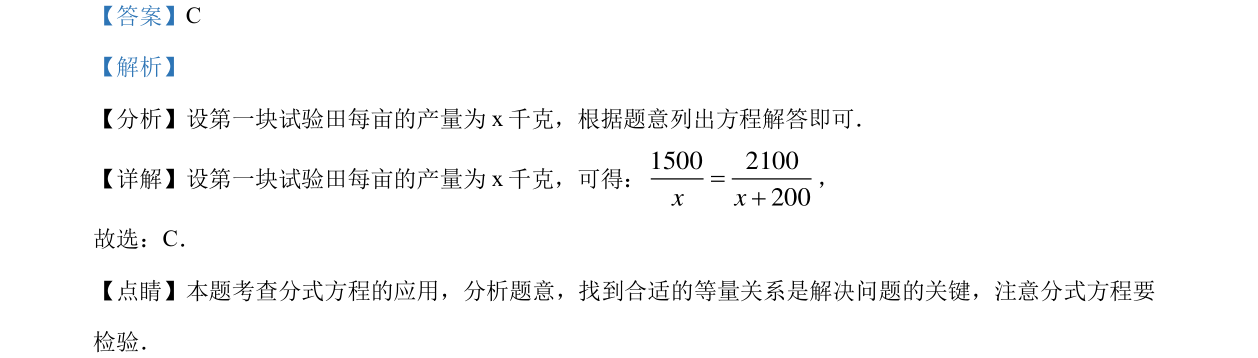 【答案】C
【解析】
【分析】设第一块试验田每亩的产量为 x 千克，根据题意列出方程解答即可．
【详解】设第一块试验田每亩的产量为 x 千克，可得：1500/x = 2100/(x+200)，
故选：C．
【点睛】本题考查分式方程的应用，分析题意，找到合适的等量关系是解决问题的关键，注意分式方程要
检验．